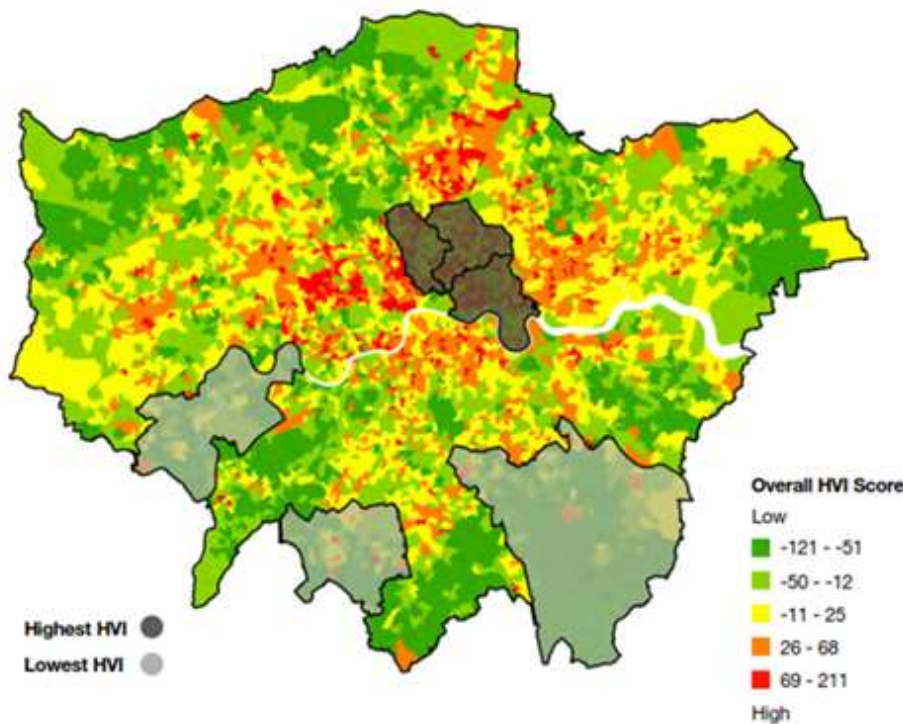 Overall HVI Score
Low
-121 - -51
-50 - -12
-11 - 25
26 - 68
69 - 211
High
Highest HVI
Lowest HVI